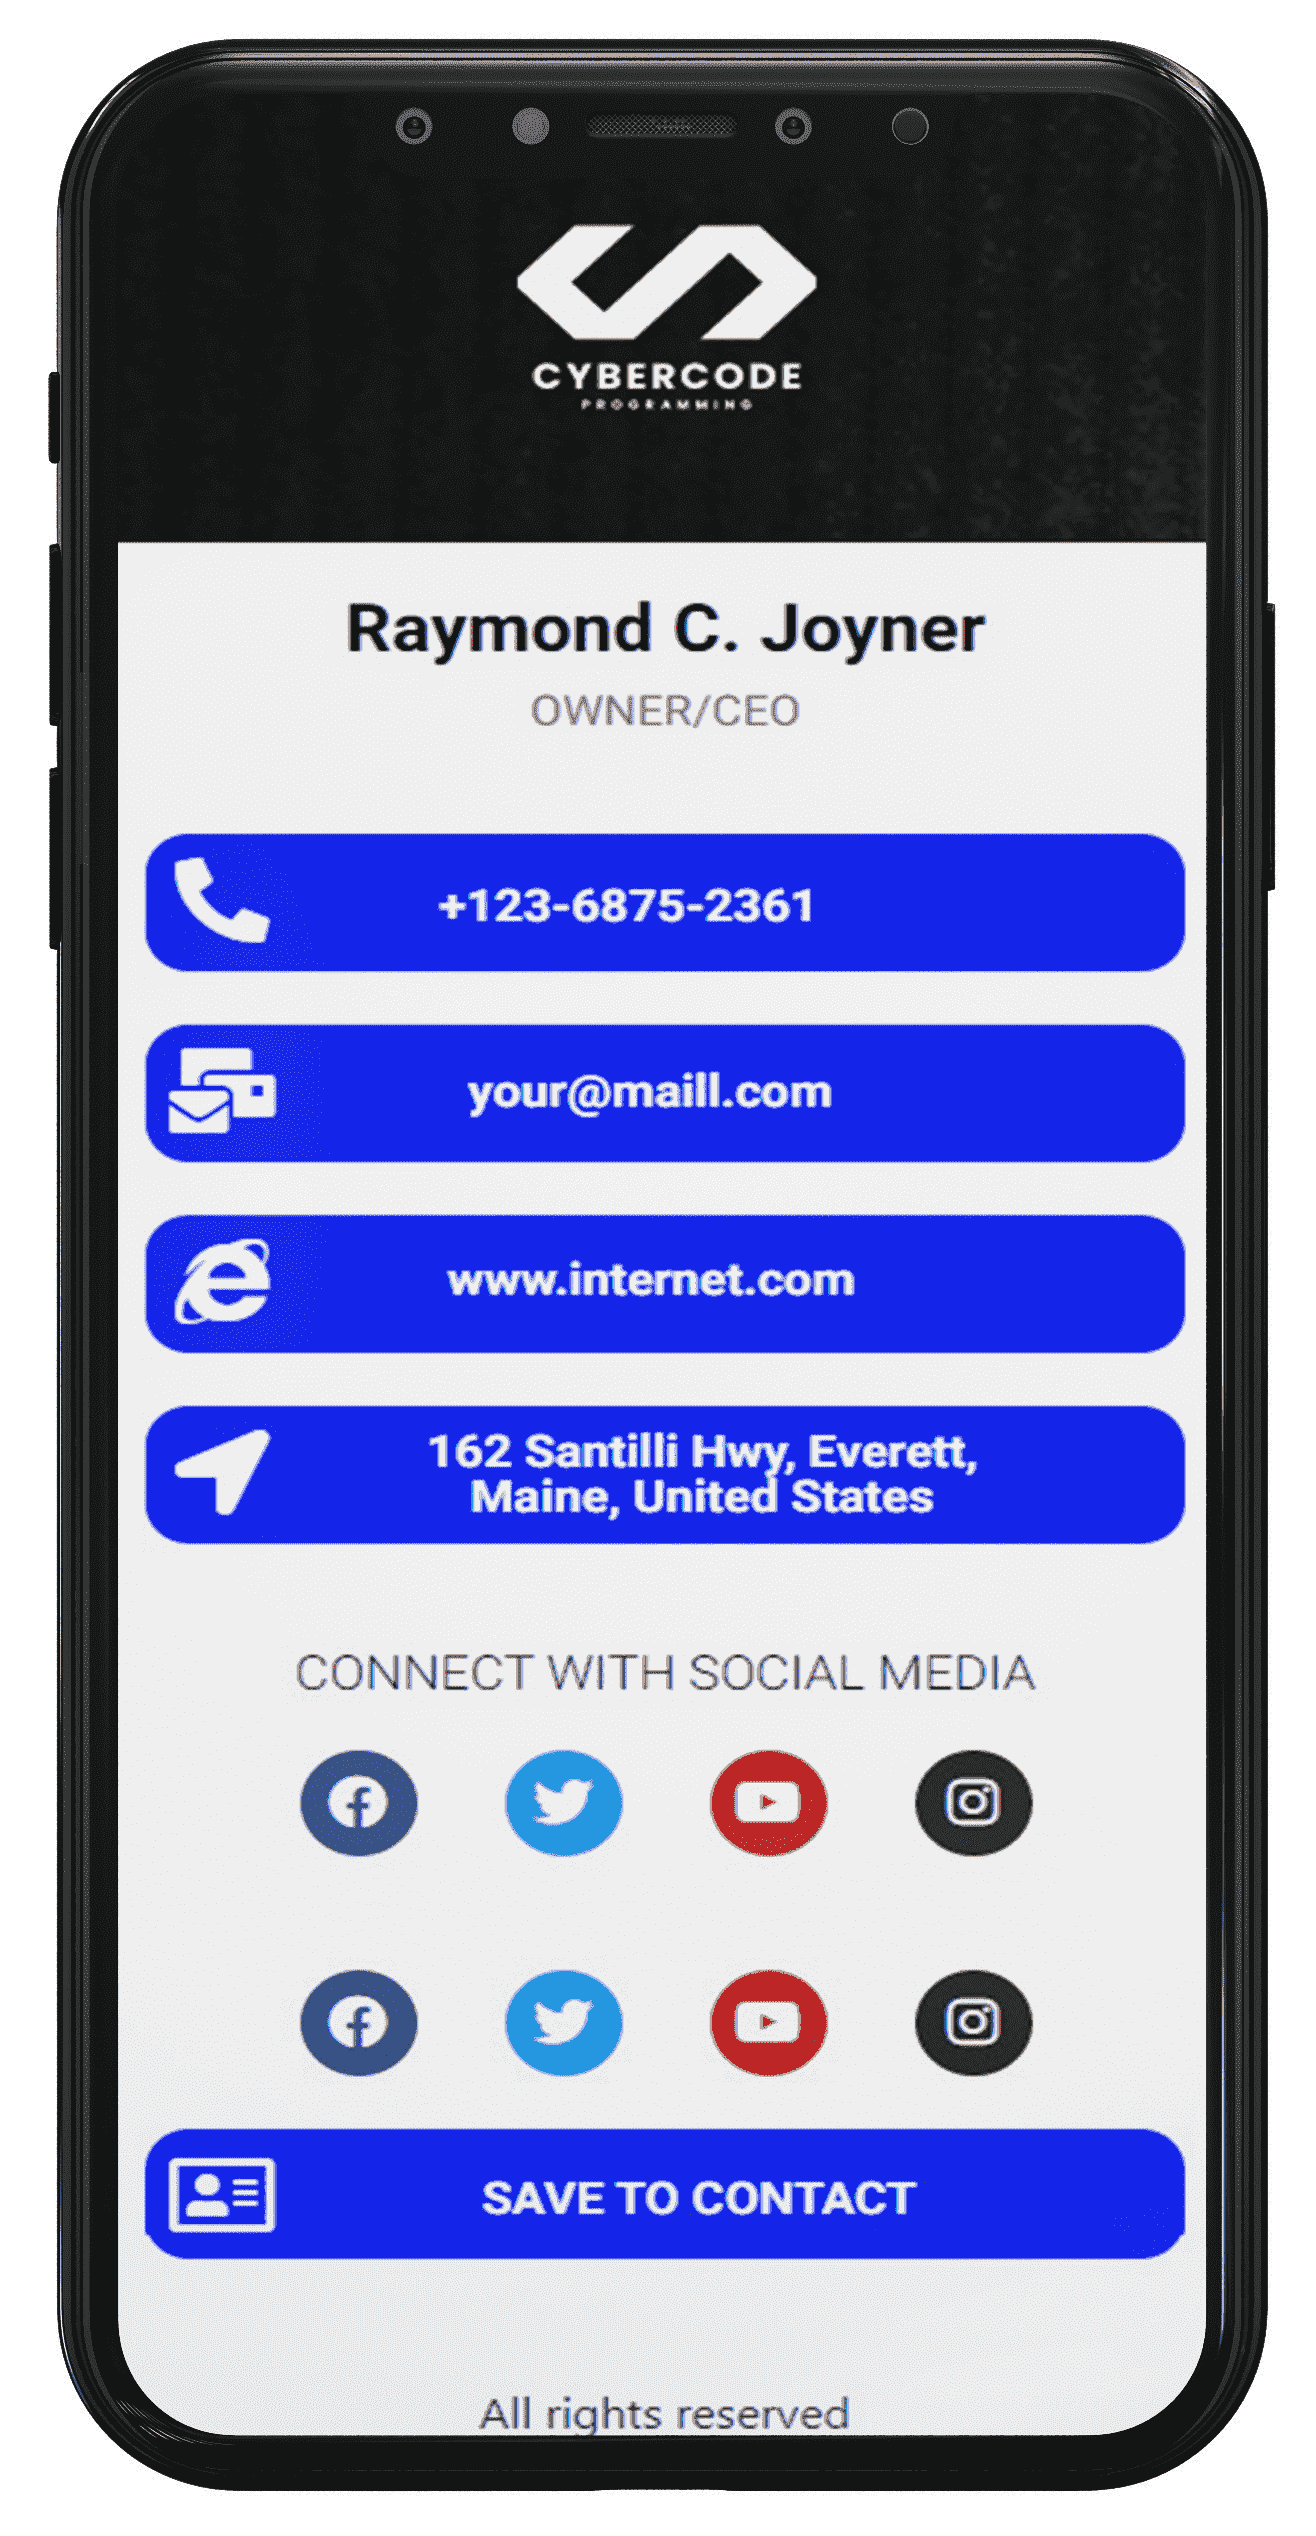 CYBERCODE
PROGRAMMING
Raymond C. Joyner
OWNER/CEO
+123-6875-2361
your@maill.com
www.internet.com
162 Santilli Hwy, Everett,
Maine, United States
CONNECT WITH SOCIAL MEDIA
SAVE TO CONTACT
All rights reserved